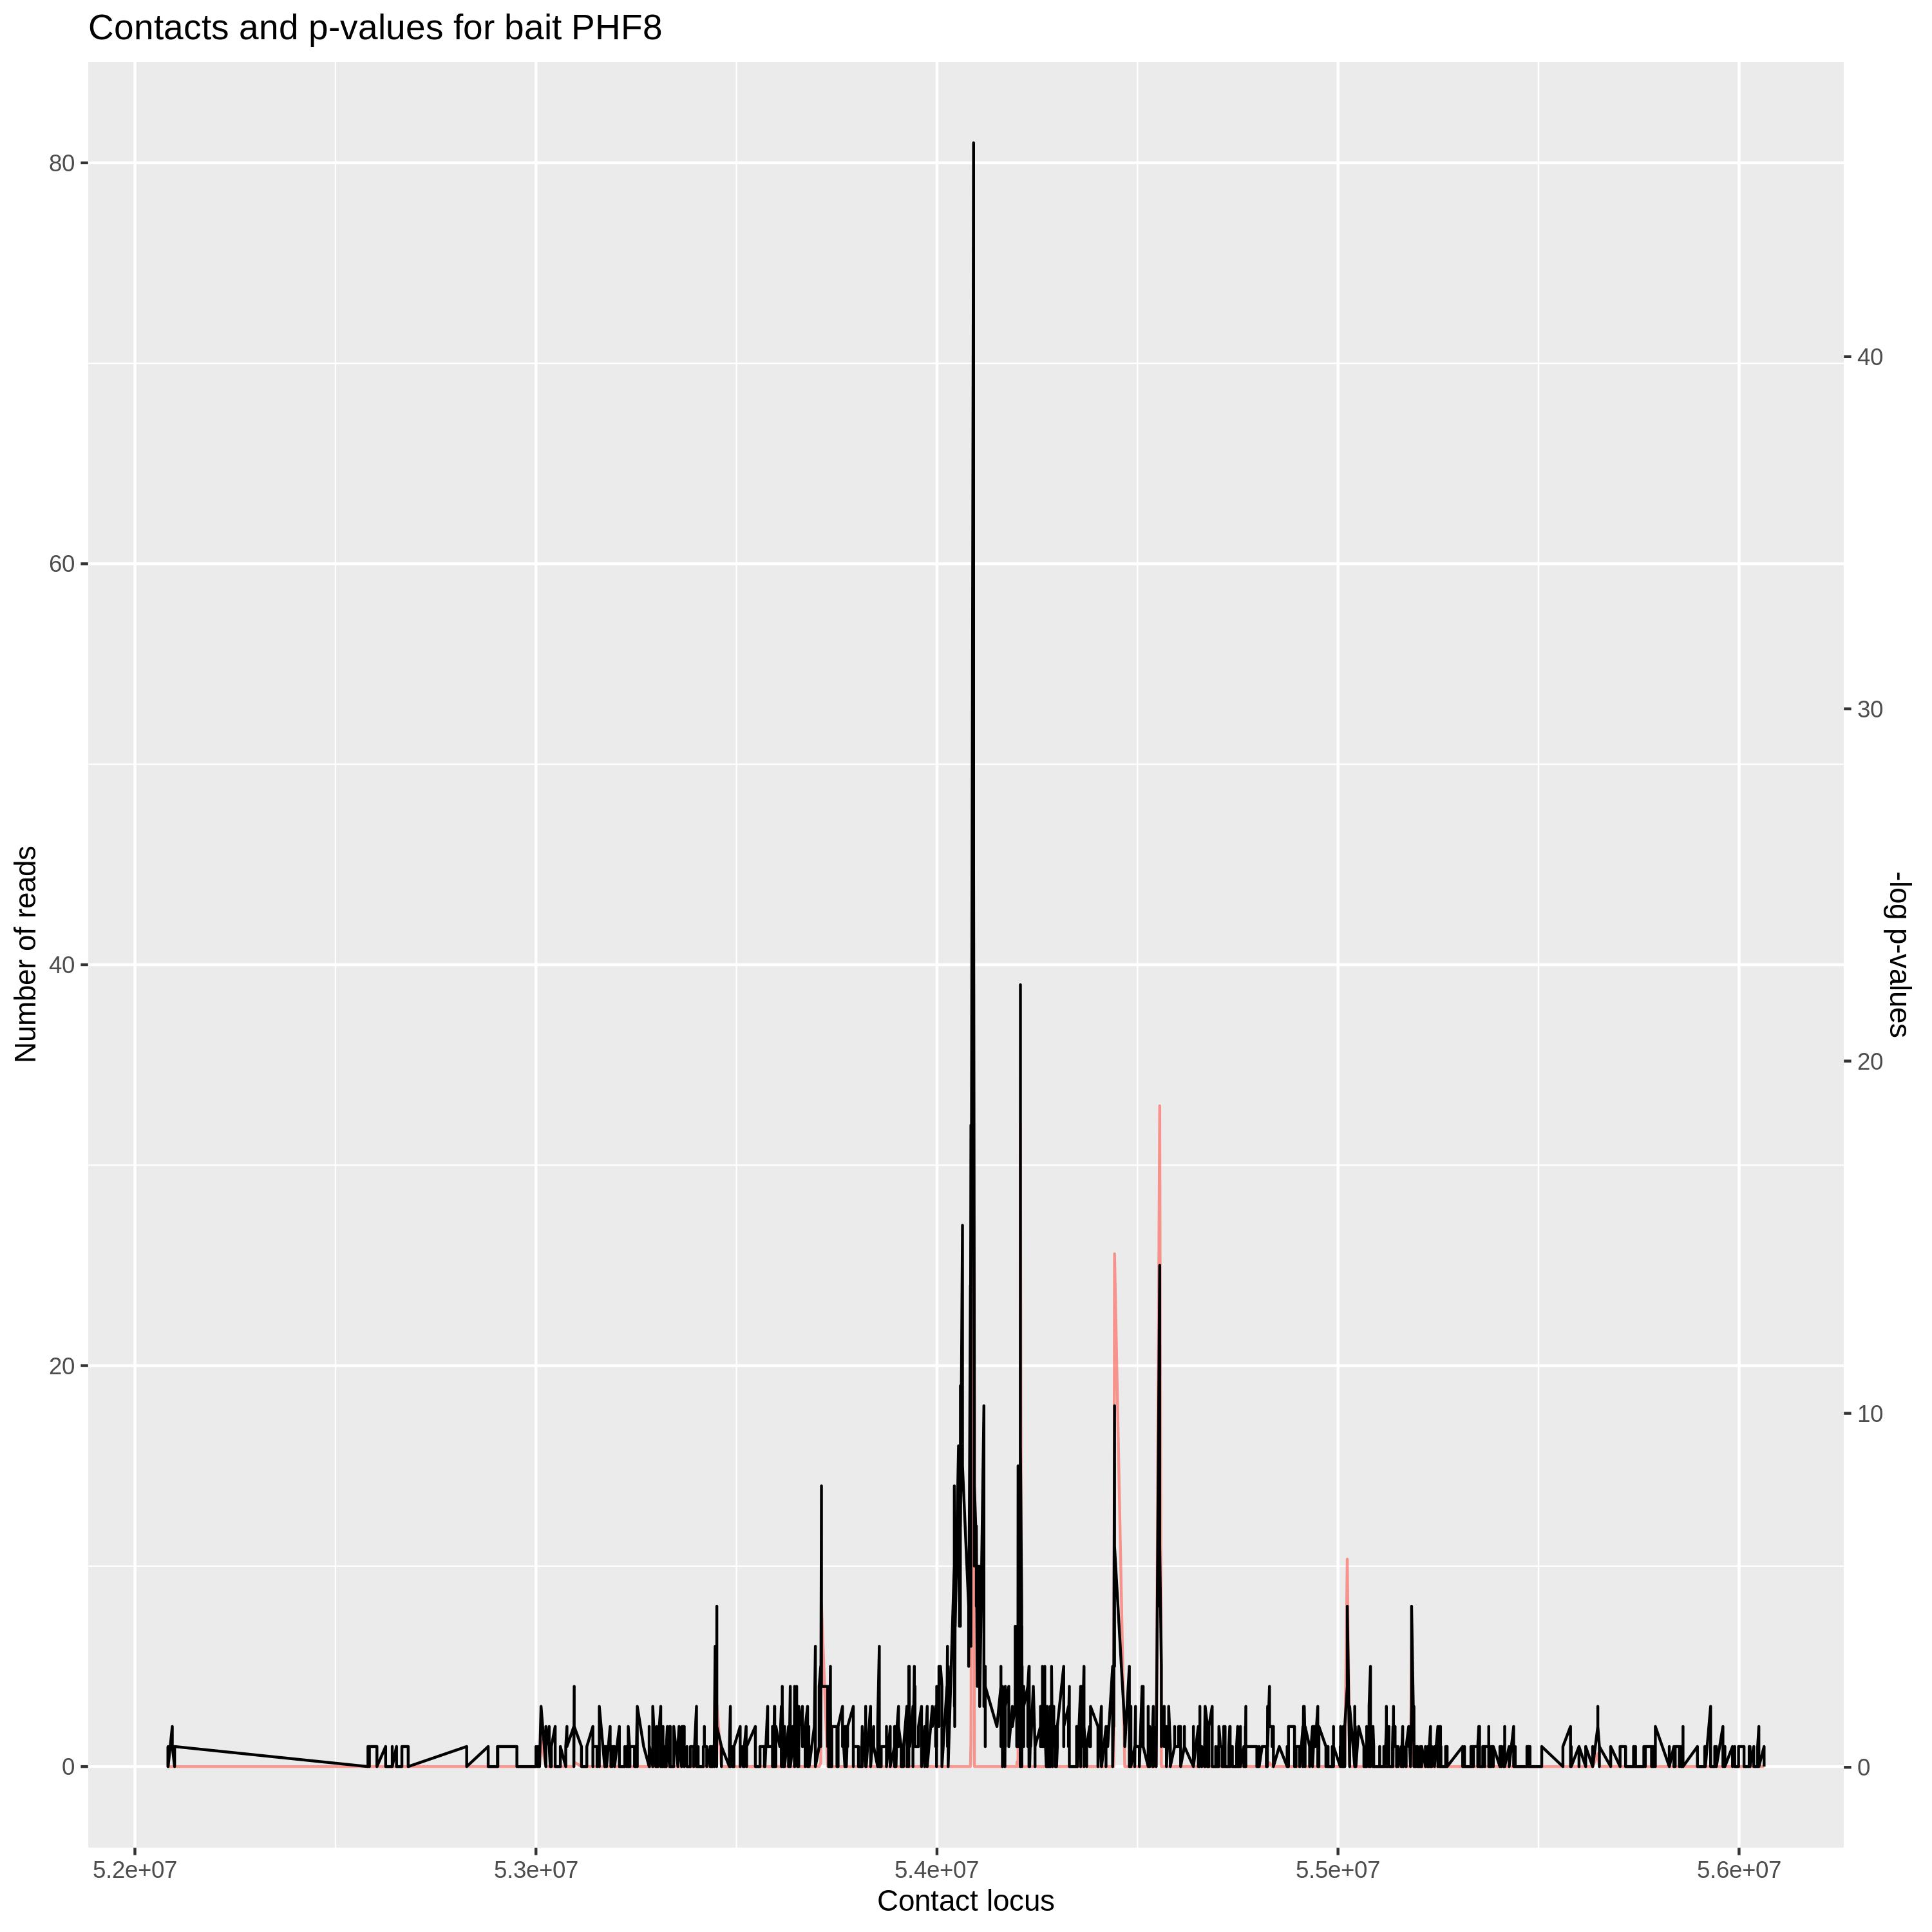 Contacts and p-values for bait PHF8
80
60
40
20
0
Number of reads
40
30
20
10
0
-log p-values
5.2e+07
5.3e+07
5.4e+07
5.5e+07
5.6e+07
Contact locus